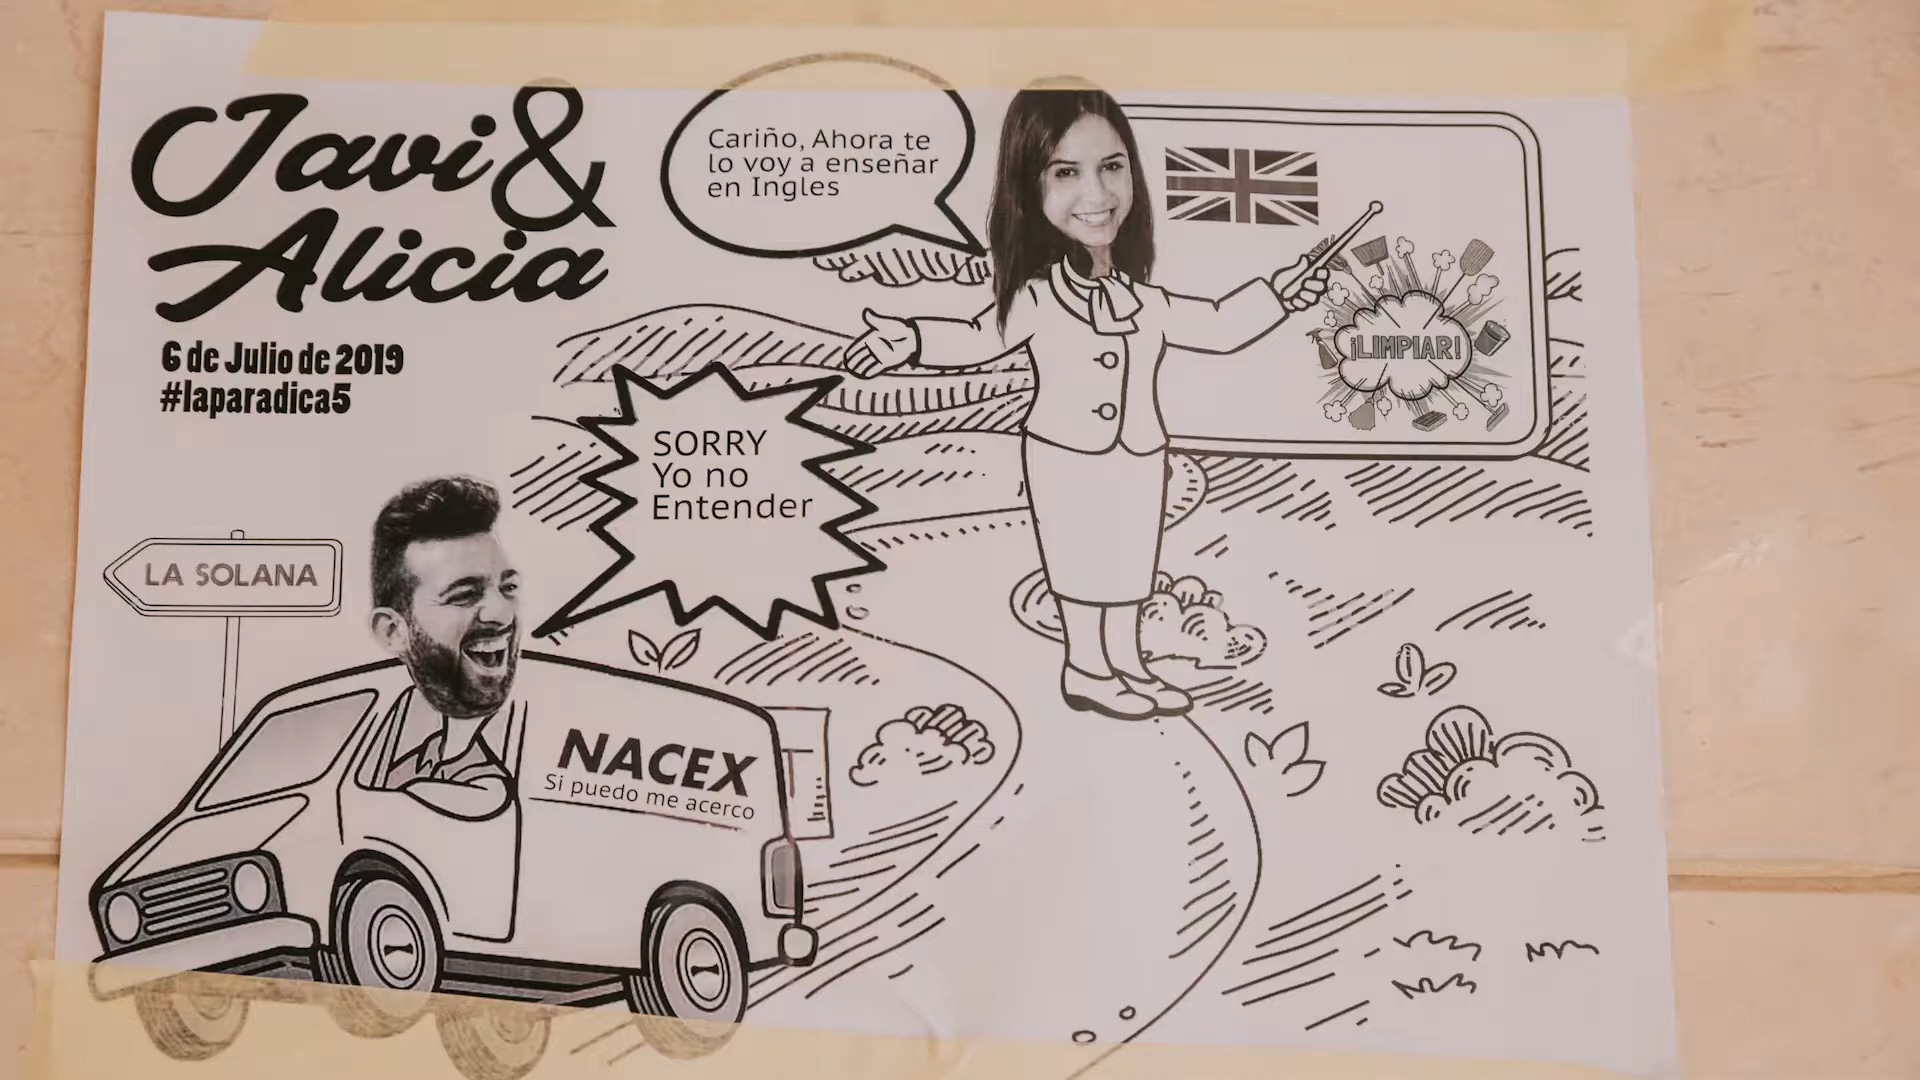 Javi &
Alicia
6 de Julio de 2019
#laparadica5
Cariño, Ahora te
lo voy a enseñar
en Ingles
¡LIMPIAR!
SORRY
Yo no
Entender
LA SOLANA
NACEX
Si puedo me acerco